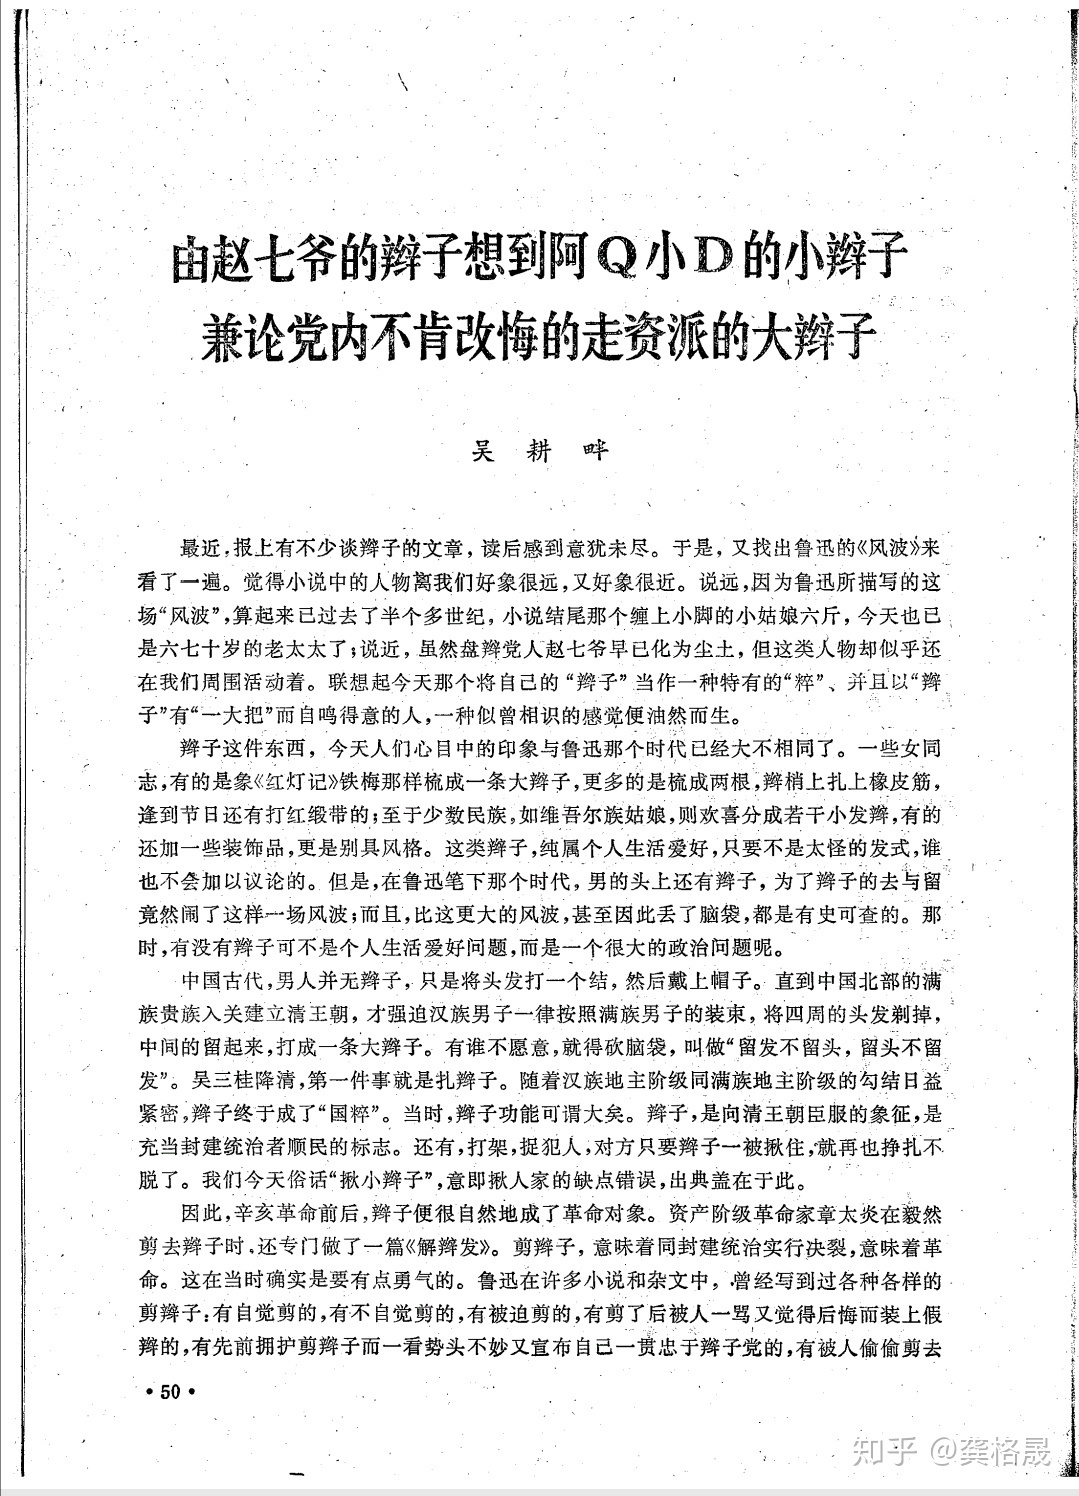 由赵七爷的辫子想到阿Q小D的小辫子
兼论党内不肯改悔的走资派的大辫子
吴耕畔
最近，报上有不少谈辫子的文章，读后感到意犹未尽。于是，又找出鲁迅的《风波》来
看了一遍。觉得小说中的人物离我们好象很远，又好象很近。说远，因为鲁迅所描写的这
场“风波”，算起来已过去了半个多世纪，小说结尾那个缠上小脚的小姑娘六斤，今天也已
是六七十岁的老太太了；说近，虽然盘辫党人赵七爷早已化为尘土，但这类人物却似乎还
在我们周围活动着。联想起今天那个将自己的“辫子”当作一种特有的“粹”、并且以“辫
子”有“一大把”而自鸣得意的人，一种似曾相识的感觉便油然而生。
辫子这件东西，今天人们心目中的印象与鲁迅那个时代已经大不相同了。一些女同
志，有的是象《红灯记》铁梅那样梳成一条大辫子，更多的是梳成两根，辫梢上扎上橡皮筋，
逢到节日还有打红缎带的；至于少数民族，如维吾尔族姑娘，则欢喜分成若干小发辫，有的
还加一些装饰品，更是别具风格。这类辫子，纯属个人生活爱好，只要不是太怪的发式，谁
也不会加以议论的。但是，在鲁迅笔下那个时代，男的头上还有辫子，为了辫子的去与留
竟然闹了这样一场风波；而且，比这更大的风波，甚至因此丢了脑袋，都是有史可查的。那
时，有没有辫子可不是个人生活爱好问题，而是一个很大的政治问题呢。
中国古代，男人并无辫子，只是将头发打一个结，然后戴上帽子。直到中国北部的满
族贵族入关建立清王朝，才强迫汉族男子一律按照满族男子的装束，将四周的头发剃掉，
中间的留起来，打成一条大辫子。有谁不愿意，就得砍脑袋，叫做“留发不留头，留头不留
发”。吴三桂降清，第一件事就是扎辫子。随着汉族地主阶级同满族地主阶级的勾结日益
紧密，辫子终于成了“国粹”。当时，辫子功能可谓大矣。辫子，是向清王朝臣服的象征，是
充当封建统治者顺民的标志。还有，打架，捉犯人，对方只要辫子一被揪住，就再也挣扎不
脱了。我们今天俗话“揪小辫子”，意即揪人家的缺点错误，出典盖在于此。
因此，辛亥革命前后，辫子便很自然地成了革命对象。资产阶级革命家章太炎在毅然
剪去辫子时，还专门做了一篇《解辫发》。剪辫子，意味着同封建统治实行决裂，意味着革
命。这在当时确实是要有点勇气的。鲁迅在许多小说和杂文中，曾经写到过各种各样的
剪辫子：有自觉剪的，有不自觉剪的，有被迫剪的，有剪了后被人一骂又觉得后悔而装上假
辫的，有先前拥护剪辫子而一看势头不妙又宣布自己一贯忠于辫子党的，有被人偷偷剪去
·50·
知乎 @龚格晟